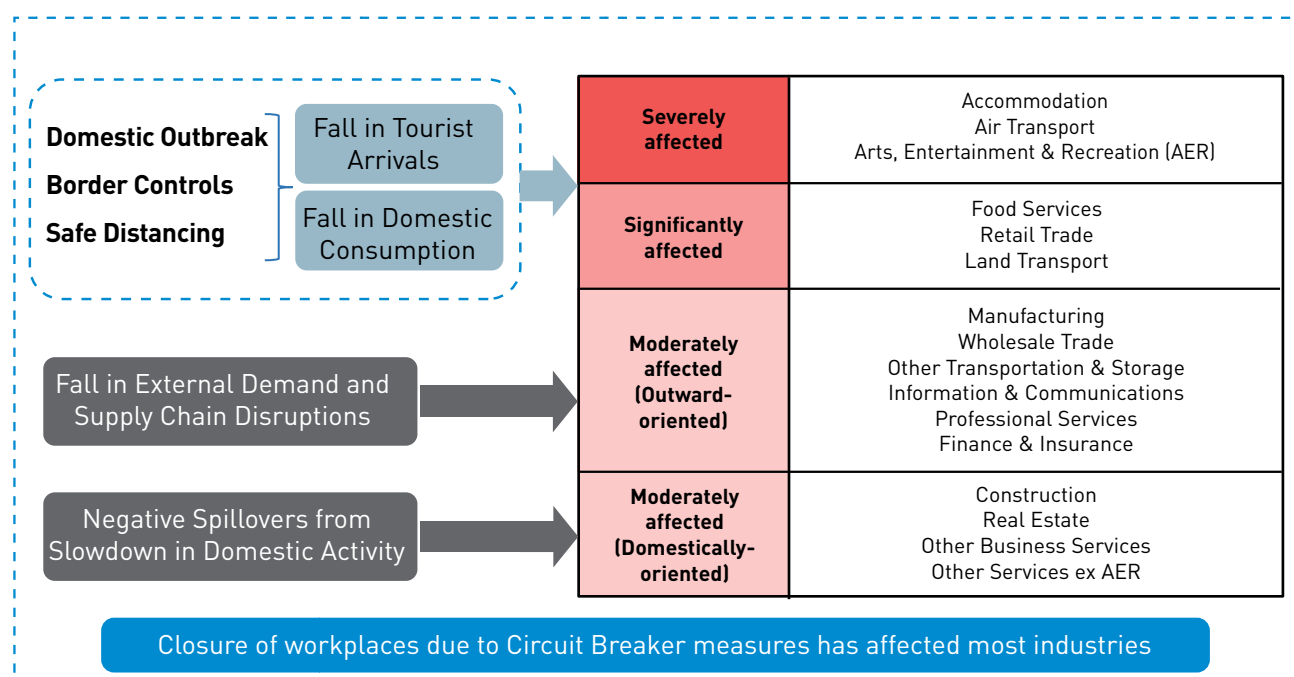 Domestic Outbreak
Border Controls
Safe Distancing
Fall in Tourist
Arrivals
Fall in Domestic
Consumption
Severely
affected
Accommodation
Air Transport
Arts, Entertainment & Recreation (AER)
Significantly
affected
Food Services
Retail Trade
Land Transport
Fall in External Demand and
Supply Chain Disruptions
Moderately
affected
(Outward-
oriented)
Manufacturing
Wholesale Trade
Other Transportation & Storage
Information & Communications
Professional Services
Finance & Insurance
Negative Spillovers from
Slowdown in Domestic Activity
Moderately
affected
(Domestically-
oriented)
Construction
Real Estate
Other Business Services
Other Services ex AER
Closure of workplaces due to Circuit Breaker measures has affected most industries